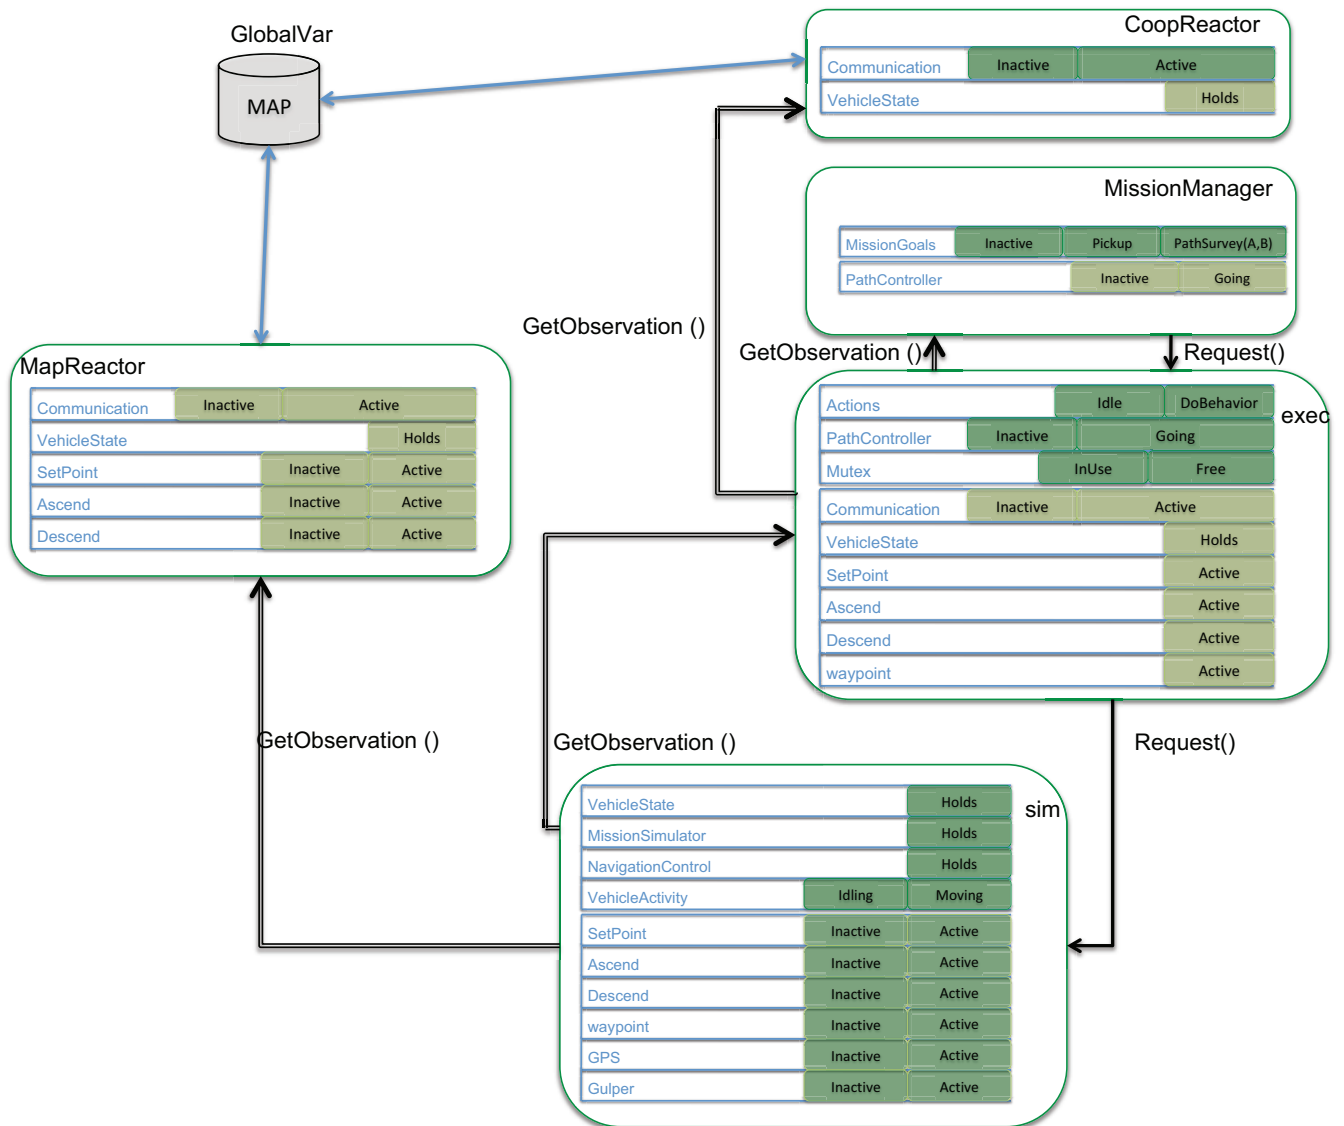 GlobalVar
MAP
CoopReactor
Communication Inactive Active
VehicleState Holds
MissionManager
MissionGoals Inactive Pickup PathSurvey(A,B)
PathController Inactive Going
GetObservation ()
GetObservation ()
Request()
MapReactor
Communication Inactive Active
VehicleState Holds
SetPoint Inactive Active
Ascend Inactive Active
Descend Inactive Active
exec
Actions Idle DoBehavior
PathController Inactive Going
Mutex InUse Free
Communication Inactive Active
VehicleState Holds
SetPoint Active
Ascend Active
Descend Active
waypoint Active
GetObservation ()
GetObservation ()
Request()
sim
VehicleState Holds
MissionSimulator Holds
NavigationControl Holds
VehicleActivity Idling Moving
SetPoint Inactive Active
Ascend Inactive Active
Descend Inactive Active
waypoint Inactive Active
GPS Inactive Active
Gulper Inactive Active